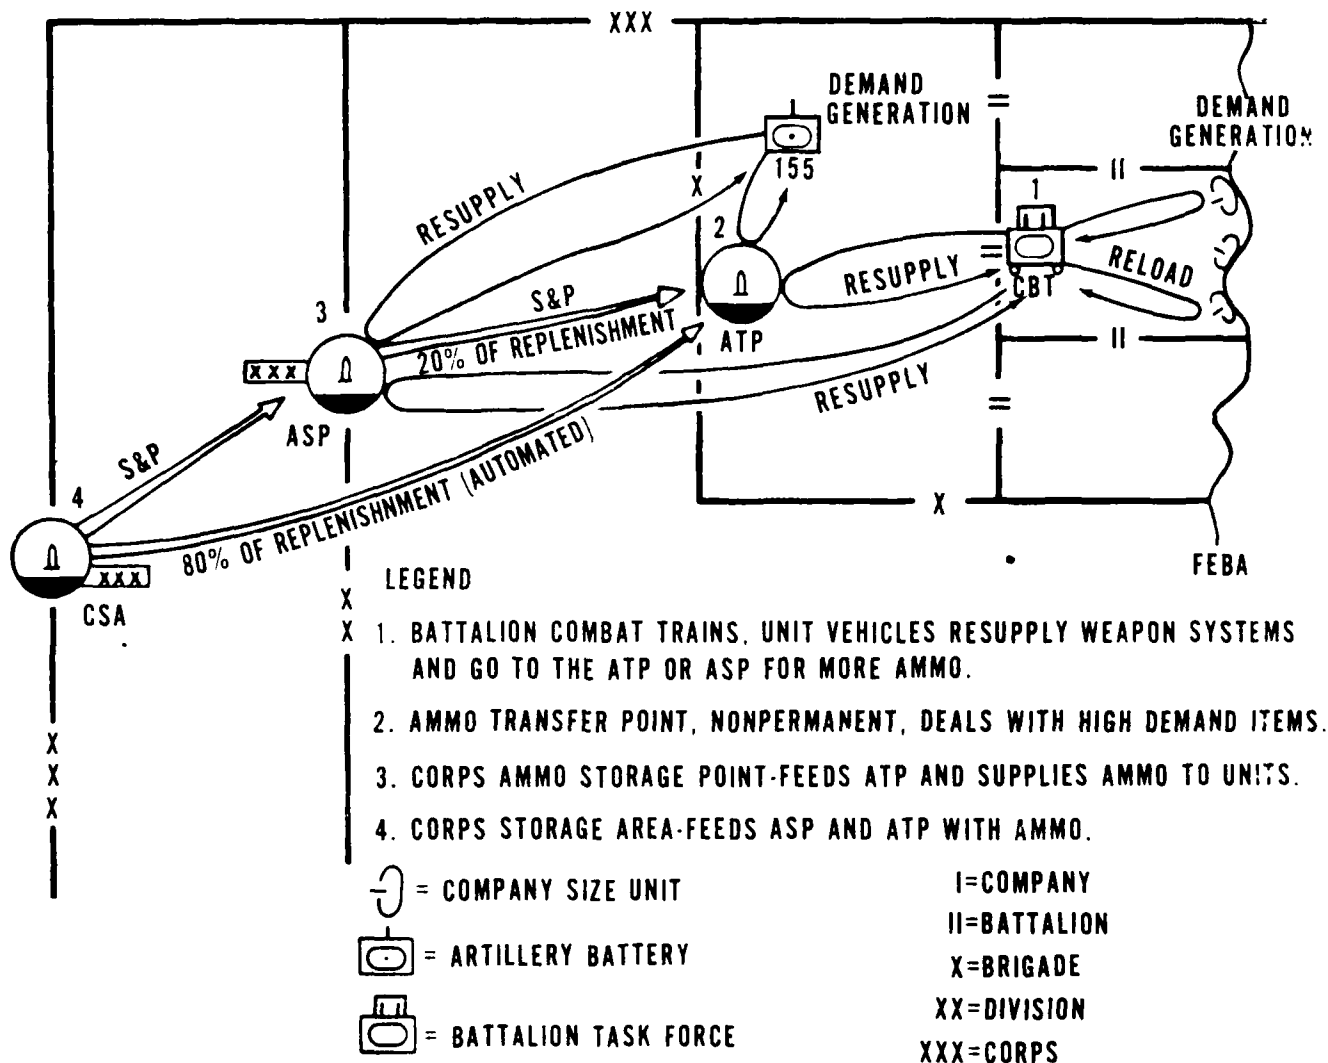 XXX
DEMAND
GENERATION
DEMAND
GENERATION
=
155
RESUPPLY
X
II
1
2
=
RESUPPLY
CBT
RELOAD
S&P
3
20% OF REPLENISHMENT
ATP
II
XXX
RESUPPLY
=
ASP
S&P
4
80% OF REPLENISHNMENT (AUTOMATED)
X
FEBA
XXX
CSA
LEGEND
X
X
1. BATTALION COMBAT TRAINS, UNIT VEHICLES RESUPPLY WEAPON SYSTEMS
AND GO TO THE ATP OR ASP FOR MORE AMMO.
2. AMMO TRANSFER POINT, NONPERMANENT, DEALS WITH HIGH DEMAND ITEMS.
X
X
X
3. CORPS AMMO STORAGE POINT-FEEDS ATP AND SUPPLIES AMMO TO UNITS.
4. CORPS STORAGE AREA-FEEDS ASP AND ATP WITH AMMO.
= COMPANY SIZE UNIT
= ARTILLERY BATTERY
= BATTALION TASK FORCE
I=COMPANY
II=BATTALION
X=BRIGADE
XX=DIVISION
XXX=CORPS